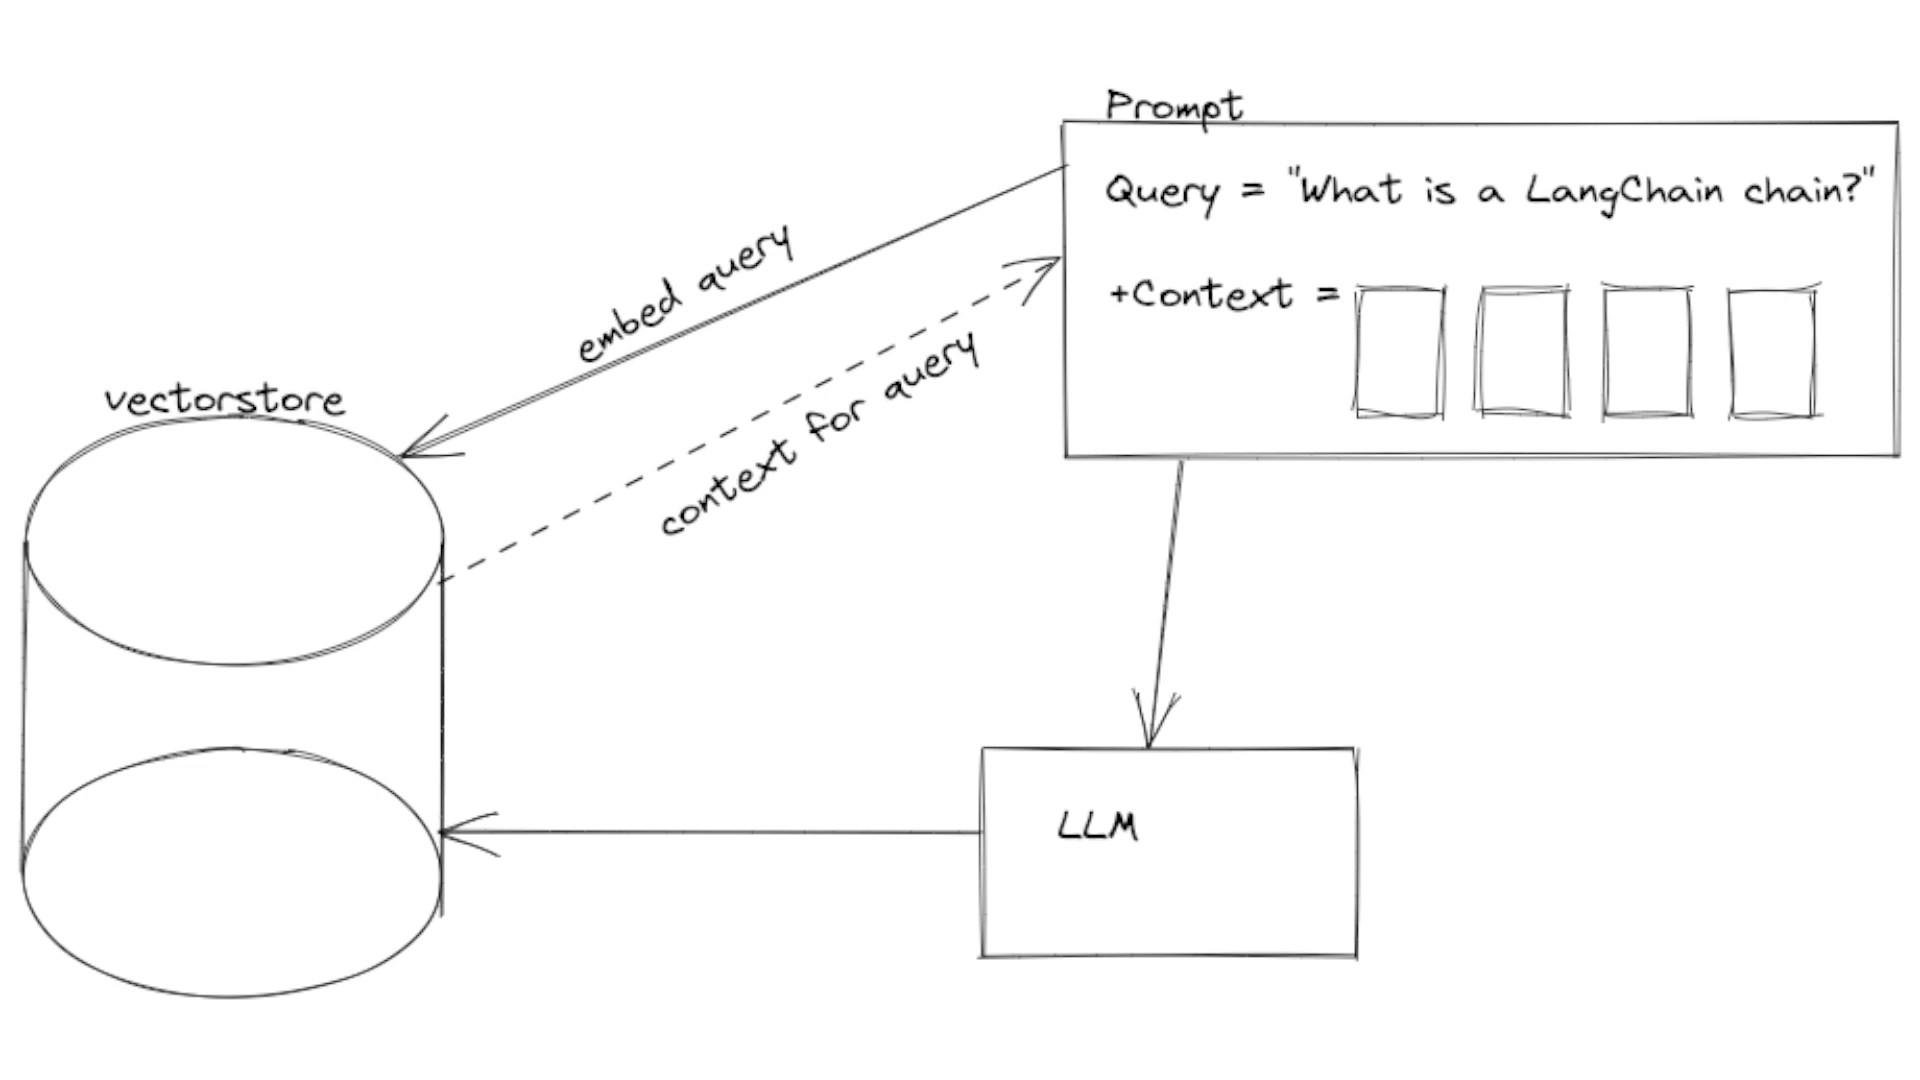 Prompt
Query = "What is a LangChain chain?"
+Context =
embed query
context for query
vectorstore
LLM